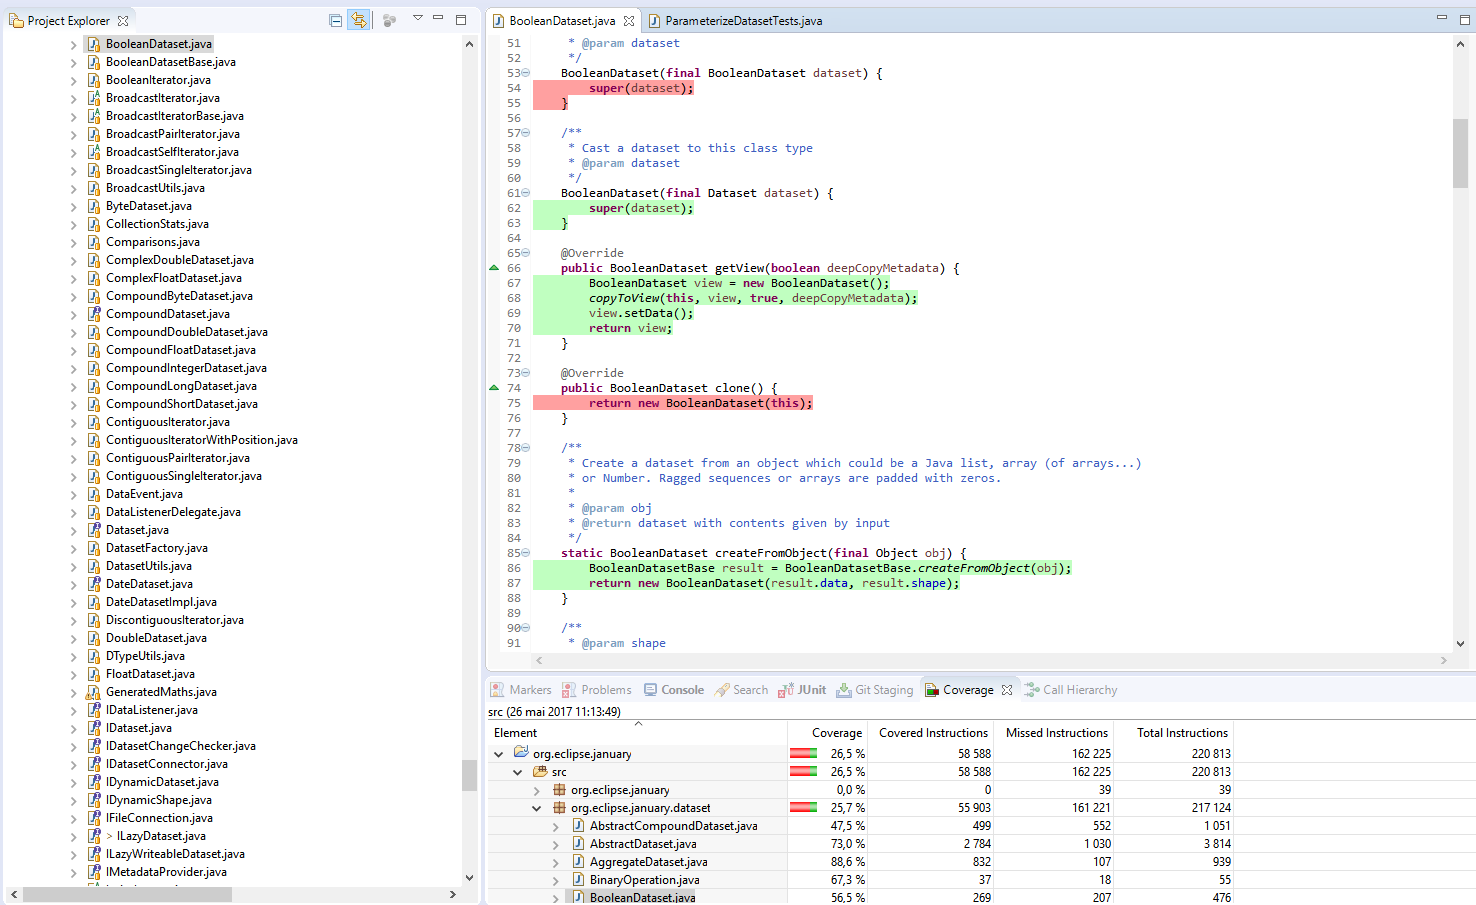 Project Explorer
BooleanDataset.java
BooleanDatasetBase.java
BooleanIterator.java
BroadcastIterator.java
BroadcastIteratorBase.java
BroadcastPairIterator.java
BroadcastSelfIterator.java
BroadcastSingleIterator.java
BroadcastUtils.java
ByteDataset.java
CollectionStats.java
Comparisons.java
ComplexDoubleDataset.java
ComplexFloatDataset.java
CompoundByteDataset.java
CompoundDataset.java
CompoundDoubleDataset.java
CompoundFloatDataset.java
CompoundIntegerDataset.java
CompoundLongDataset.java
CompoundShortDataset.java
ContiguousIterator.java
ContiguousIteratorWithPosition.java
ContiguousPairIterator.java
ContiguousSingleIterator.java
DataEvent.java
DataListenerDelegate.java
Dataset.java
DatasetFactory.java
DatasetUtils.java
DateDataset.java
DateDatasetImpl.java
DiscontiguousIterator.java
DoubleDataset.java
DTypeUtils.java
FloatDataset.java
GeneratedMaths.java
IDataListener.java
IDataset.java
IDatasetChangeChecker.java
IDatasetConnector.java
IDynamicDataset.java
IDynamicShape.java
IFileConnection.java
> ILazyDataset.java
ILazyWriteableDataset.java
IMetadataProvider.java
BooleanDataset.java ParameterizeDatasetTests.java
51 * @param dataset
52 */
53 BooleanDataset(final BooleanDataset dataset) {
54 super(dataset);
55 }
56
57 /**
58 * Cast a dataset to this class type
59 * @param dataset
60 */
61 BooleanDataset(final Dataset dataset) {
62 super(dataset);
63 }
64
65 @Override
66 public BooleanDataset getView(boolean deepCopyMetadata) {
67 BooleanDataset view = new BooleanDataset();
68 copyToView(this, view, true, deepCopyMetadata);
69 view.setData();
70 return view;
71 }
72
73 @Override
74 public BooleanDataset clone() {
75 return new BooleanDataset(this);
76 }
77
78 /**
79 * Create a dataset from an object which could be a Java list, array (of arrays...)
80 * or Number. Ragged sequences or arrays are padded with zeros.
81 *
82 * @param obj
83 * @return dataset with contents given by input
84 */
85 static BooleanDataset createFromObject(final Object obj) {
86 BooleanDatasetBase result = BooleanDatasetBase.createFromObject(obj);
87 return new BooleanDataset(result.data, result.shape);
88 }
89
90 /**
91 * @param shape
Markers Problems Console Search JUnit Git Staging Coverage Call Hierarchy
src (26 mai 2017 11:13:49)
Element Coverage Covered Instructions Missed Instructions Total Instructions
org.eclipse.january 26,5 % 58 588 162 225 220 813
src 26,5 % 58 588 162 225 220 813
org.eclipse.january 0,0 % 0 39 39
org.eclipse.january.dataset 25,7 % 55 903 161 221 217 124
AbstractCompoundDataset.java 47,5 % 499 552 1 051
AbstractDataset.java 73,0 % 2 784 1 030 3 814
AggregateDataset.java 88,6 % 832 107 939
BinaryOperation.java 67,3 % 37 18 55
BooleanDataset.java 56,5 % 269 207 476